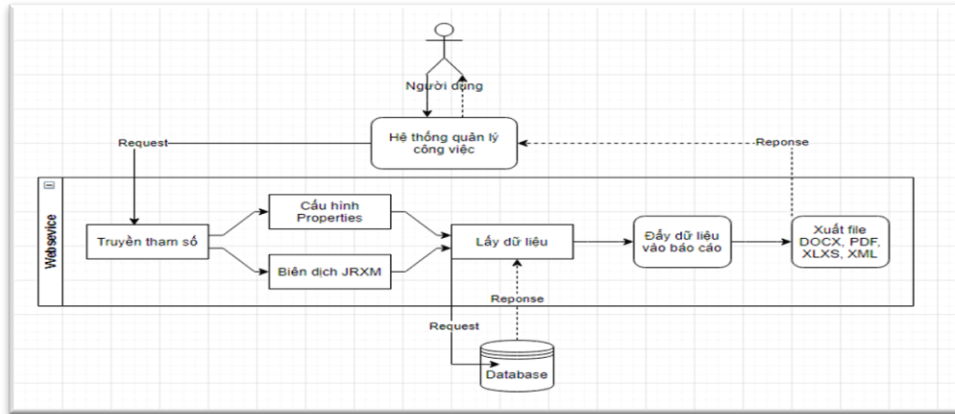 Người dùng
Hệ thống quản lý
công việc
Request
Reponse
Websevice
Truyền tham số
Cấu hình
Properties
Biên dịch JRXM
Lấy dữ liệu
Đẩy dữ liệu
vào báo cáo
Xuất file
DOCX, PDF,
XLXS, XML
Reponse
Request
Database